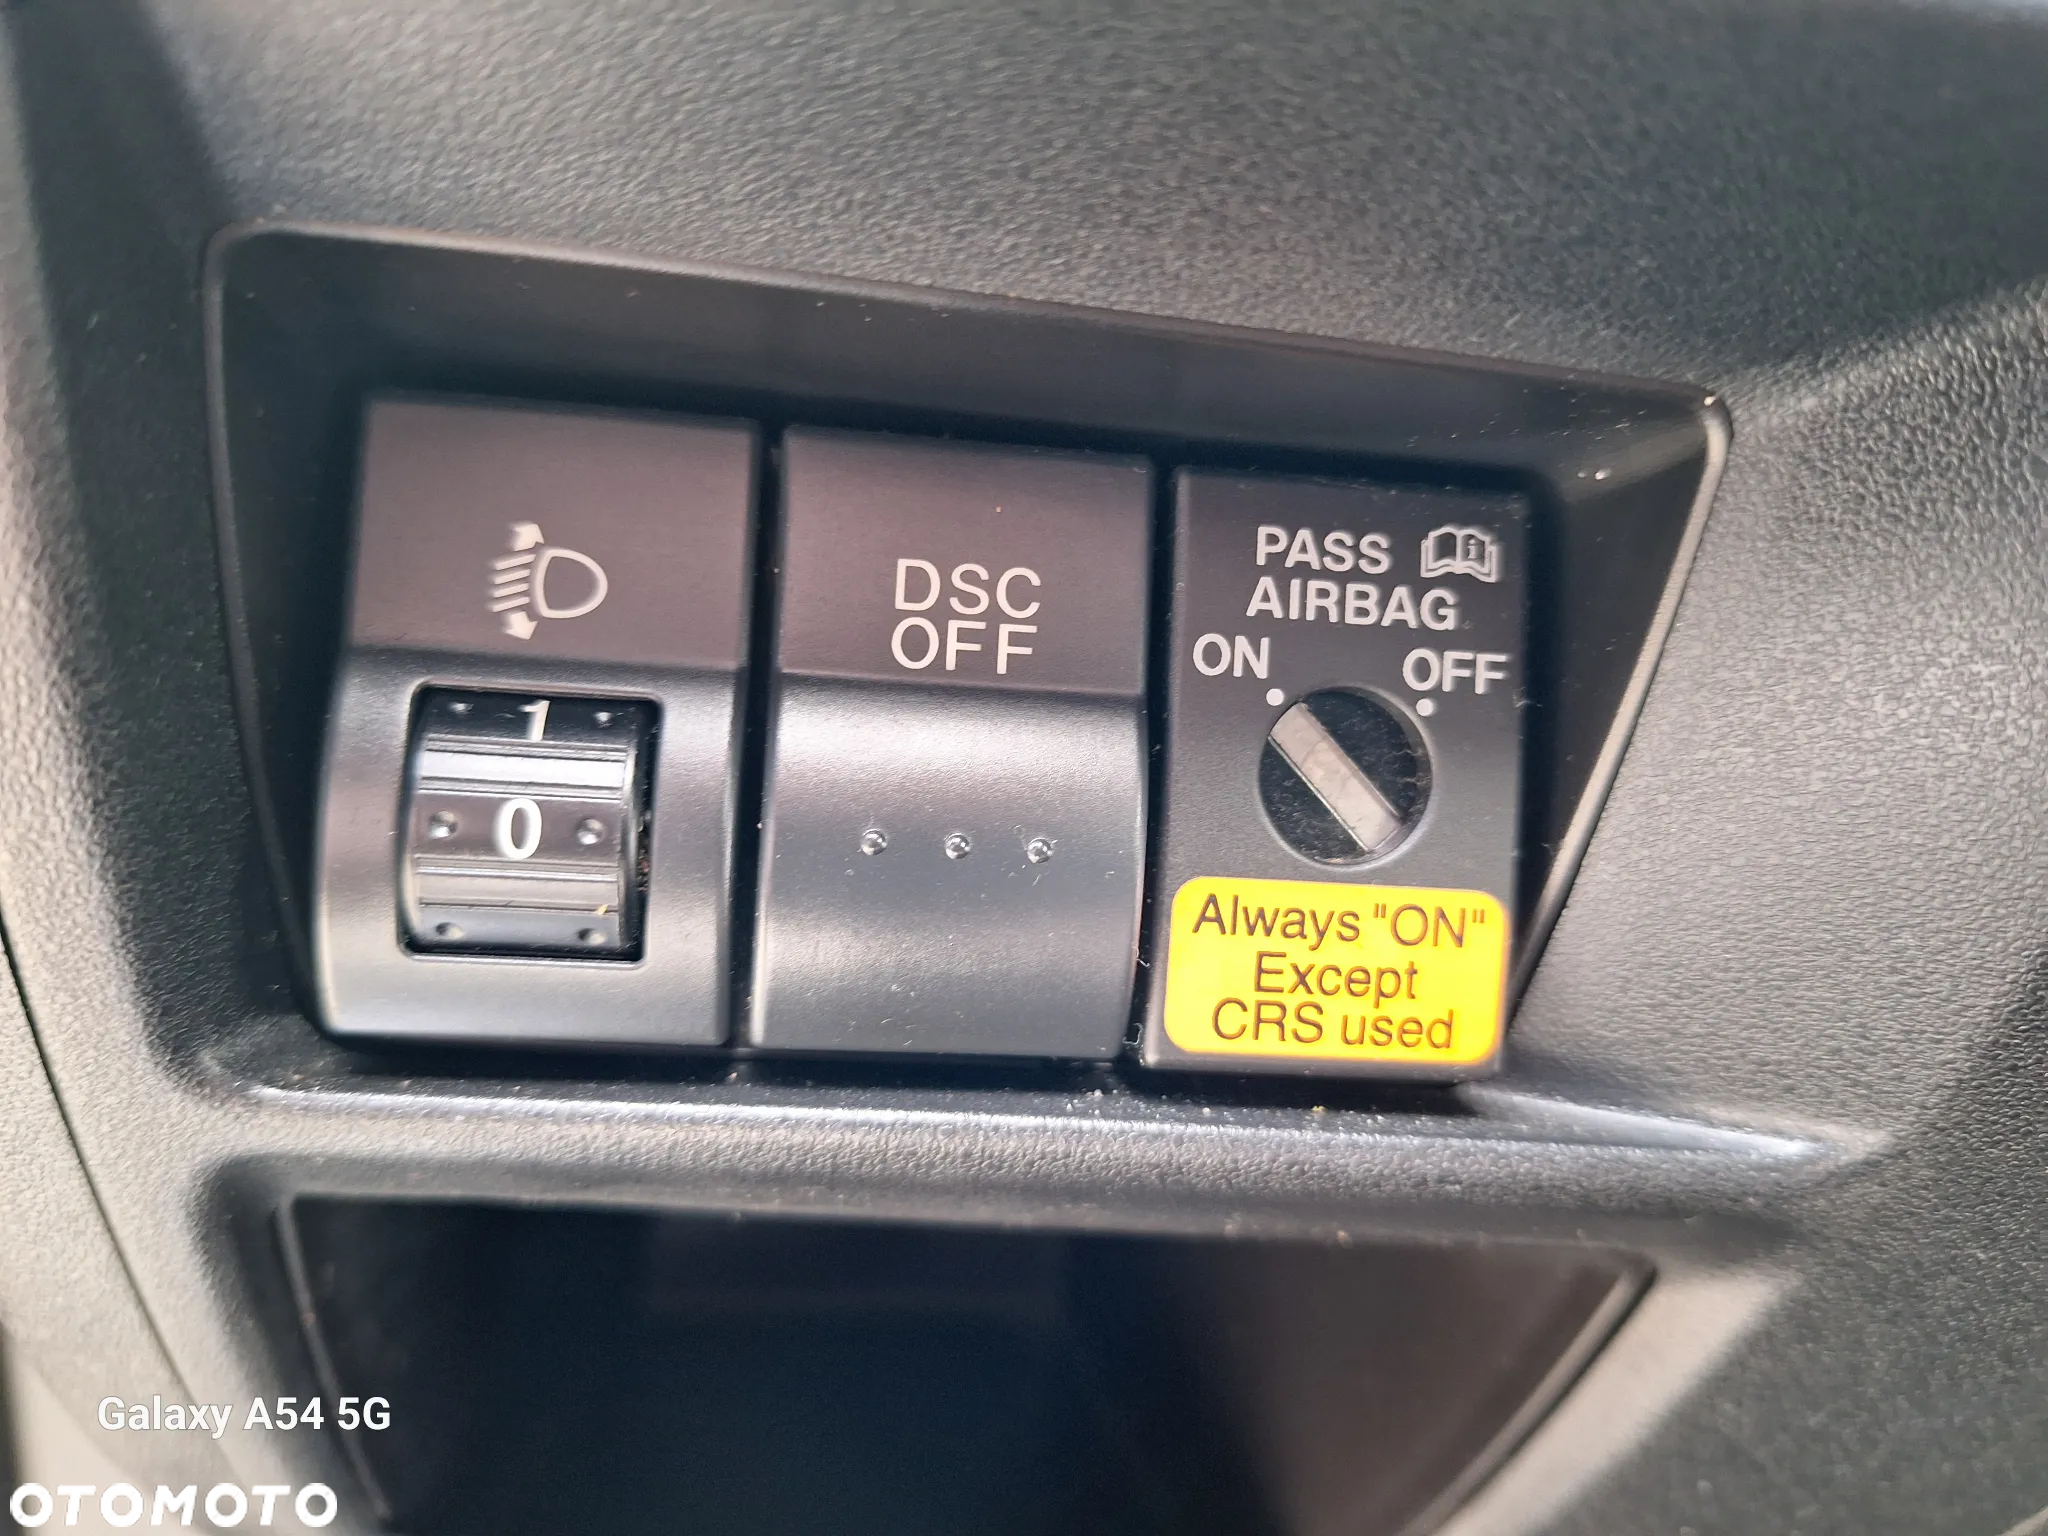 1
0
DSC
OFF
PASS
AIRBAG
ON
OFF
Always "ON"
Except
CRS used
Galaxy A54 5G
OTOMOTO